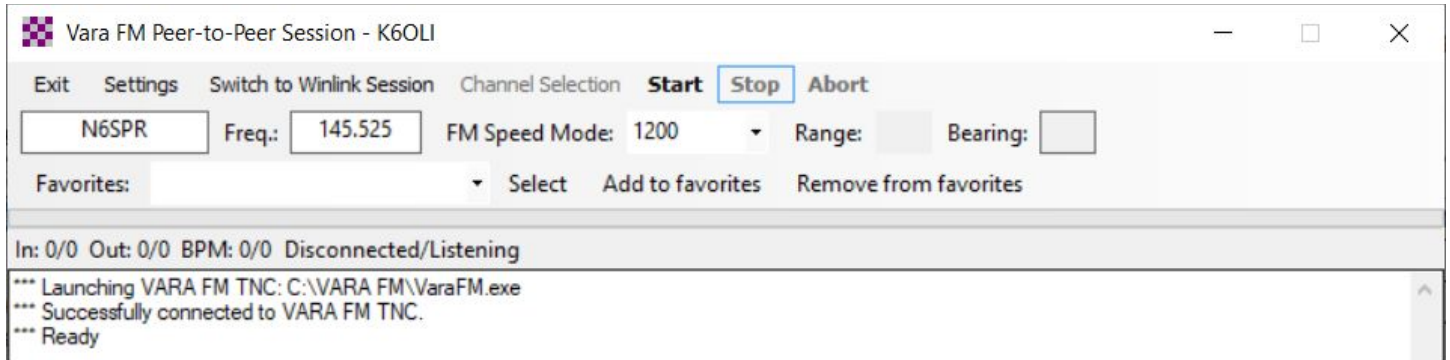 Vara FM Peer-to-Peer Session - K6OLI
Exit Settings Switch to Winlink Session Channel Selection Start Stop Abort
N6SPR Freq.: 145.525 FM Speed Mode: 1200 Range: Bearing:
Favorites: Select Add to favorites Remove from favorites
In: 0/0 Out: 0/0 BPM: 0/0 Disconnected/Listening
*** Launching VARA FM TNC: C:\VARA FM\VaraFM.exe
*** Successfully connected to VARA FM TNC.
*** Ready